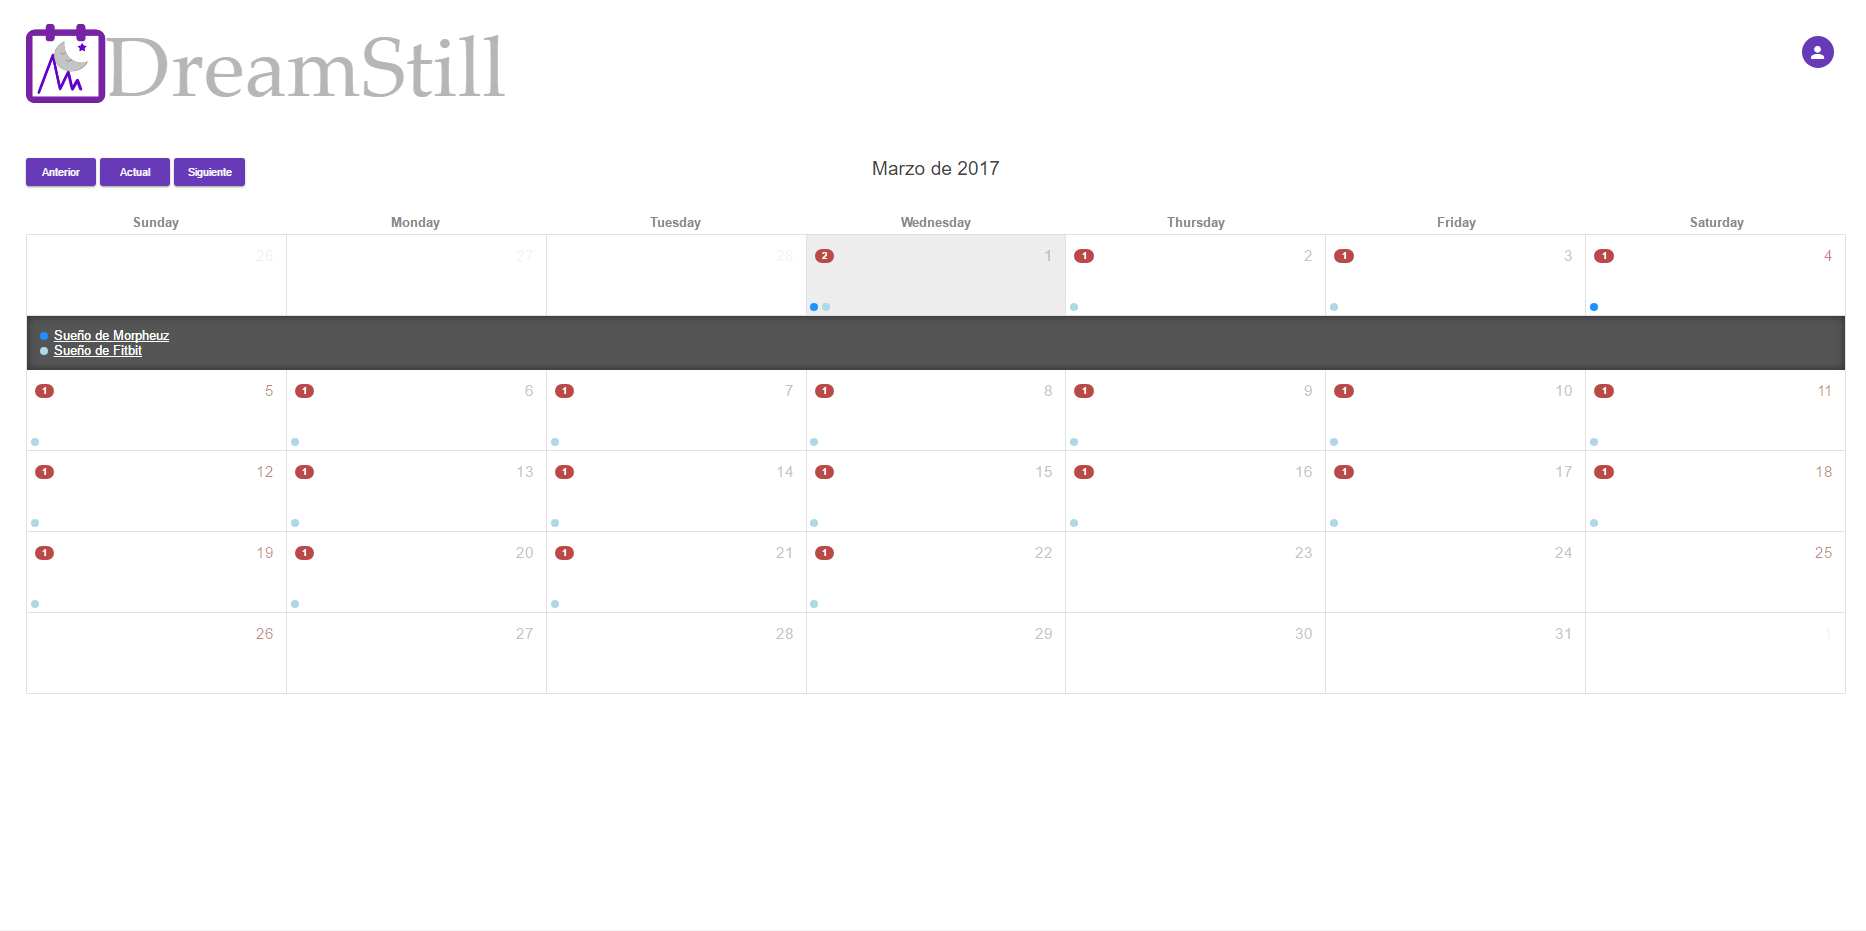 DreamStill
Anterior Actual Siguiente
Marzo de 2017
Sunday Monday Tuesday Wednesday Thursday Friday Saturday
26 27 28 2 1 1 2 1 3 1 4
Sueño de Morpheuz
Sueño de Fitbit
1 5 1 6 1 7 1 8 1 9 1 10 1 11
1 12 1 13 1 14 1 15 1 16 1 17 1 18
1 19 1 20 1 21 1 22 23 24 25
26 27 28 29 30 31 1